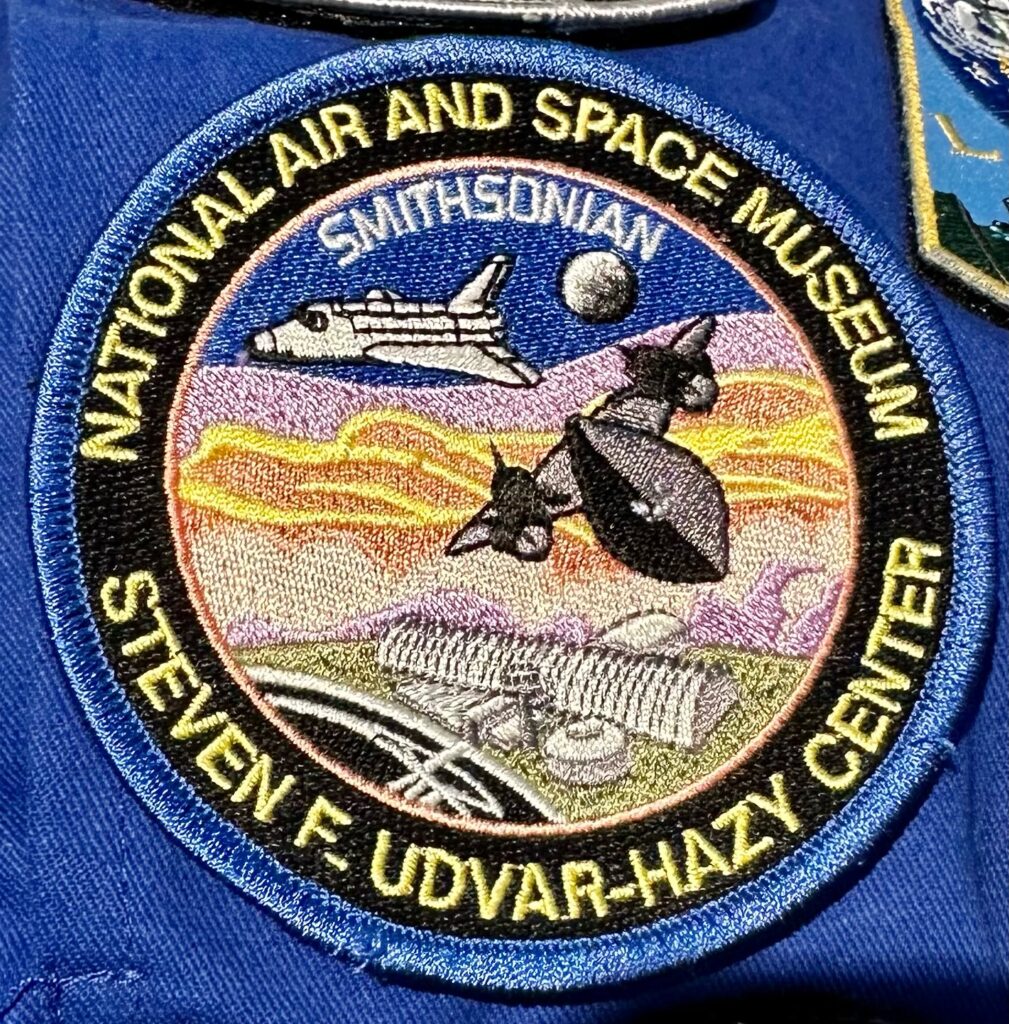 NATIONAL AIR AND SPACE MUSEUM
SMITHSONIAN
STEVEN F. UDVAR-HAZY CENTER
L